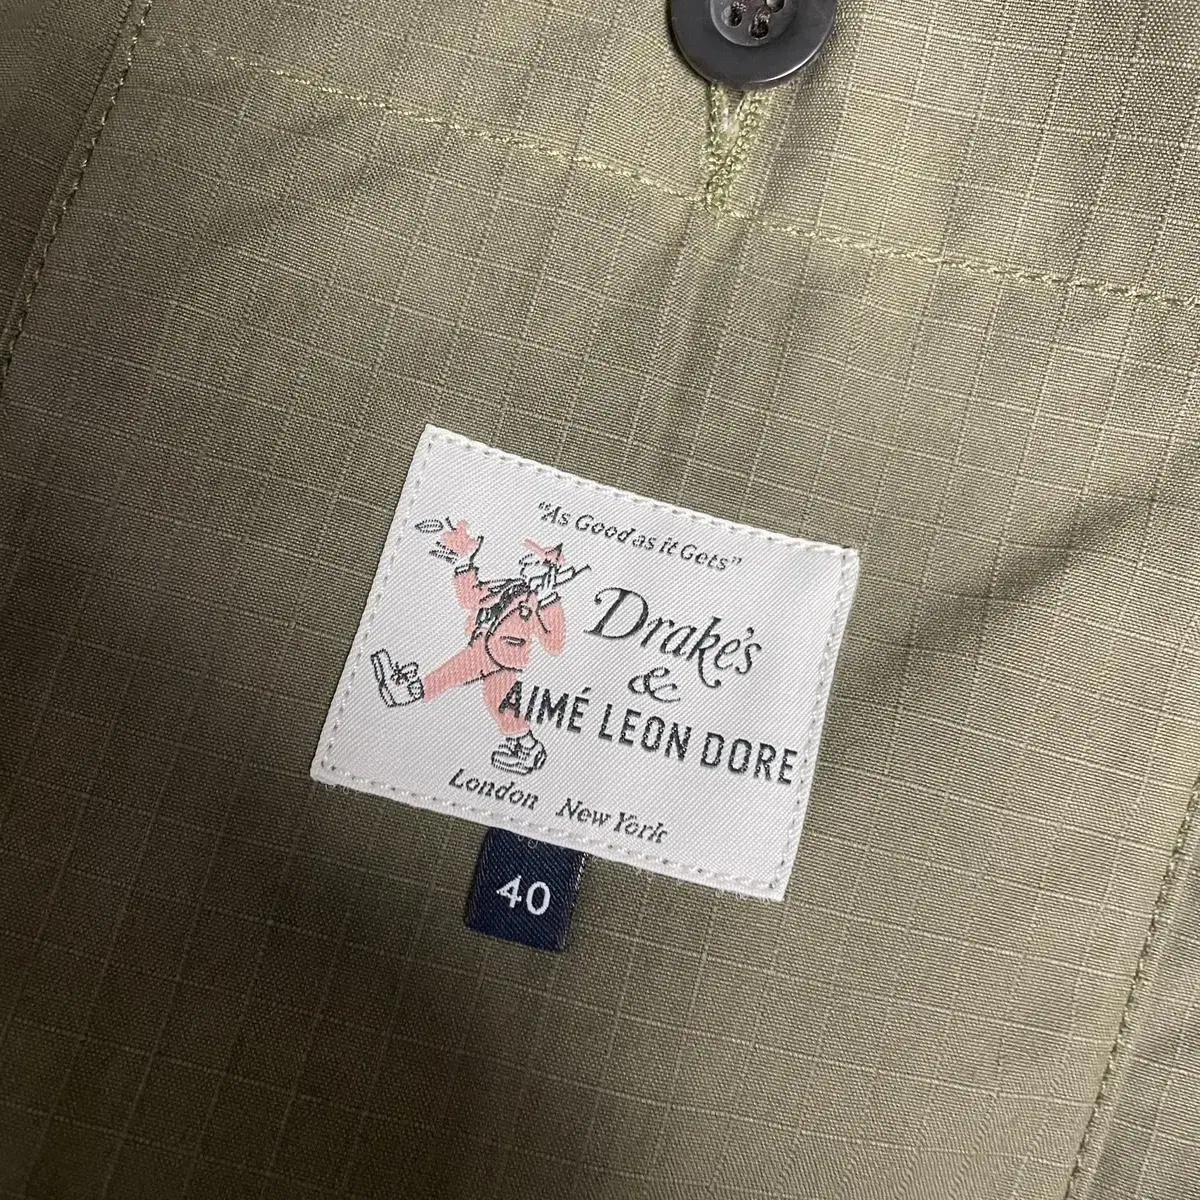 "As Good as it Gets"
Drake's
&
AIMÉ LEON DORE
London New York
40